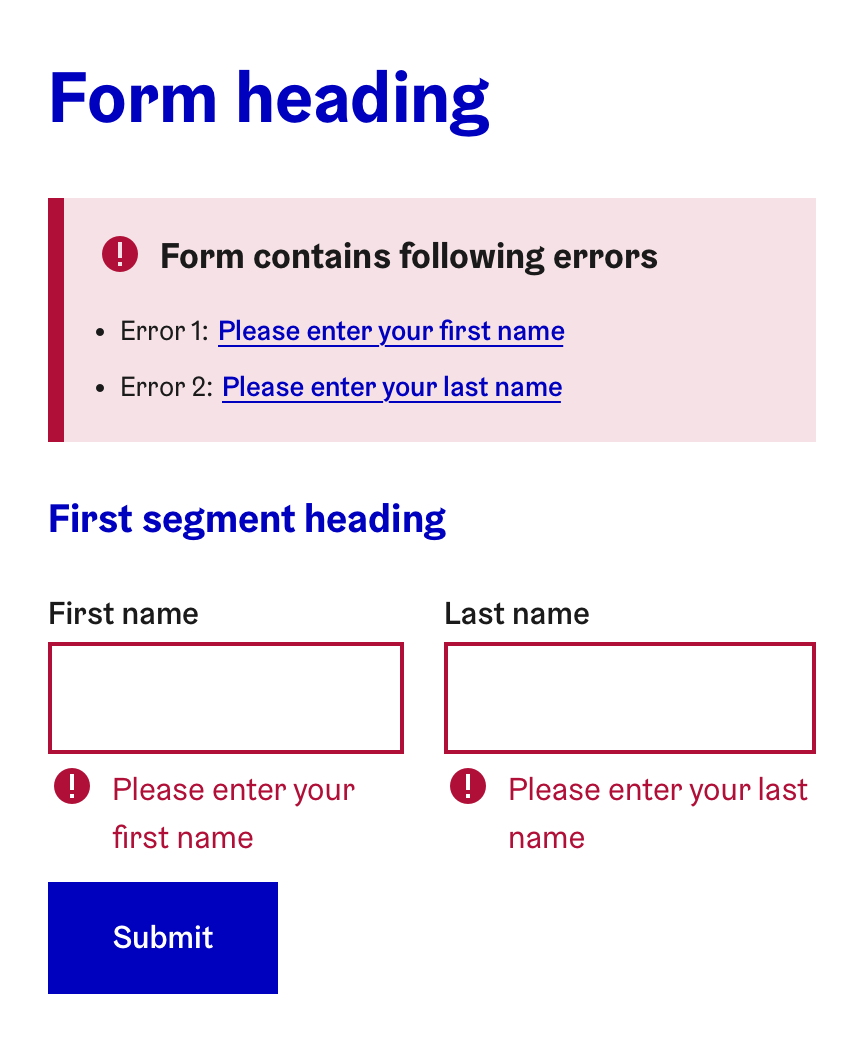 Form heading
Form contains following errors
• Error 1: Please enter your first name
• Error 2: Please enter your last name
First segment heading
First name
Last name
Please enter your
first name
Please enter your last
name
Submit